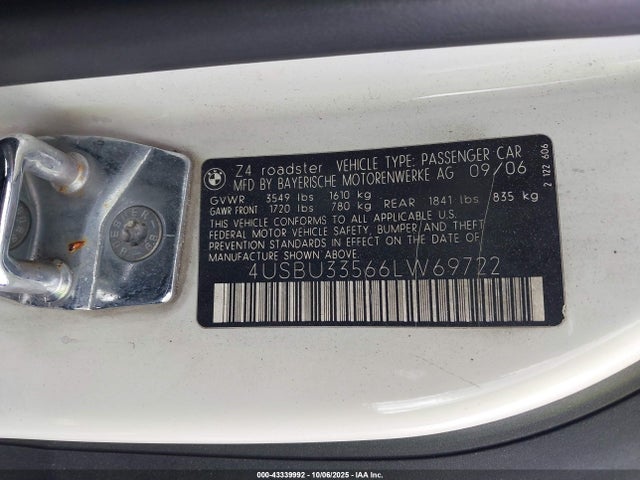 BMW
Z4 roadster VEHICLE TYPE: PASSENGER CAR
MFD BY BAYERISCHE MOTORENWERKE AG 09/06
GVWR 3549 lbs 1610 kg
GAWR FRONT 1720 lbs 780 kg REAR 1841 lbs 835 kg
THIS VEHICLE CONFORMS TO ALL APPLICABLE U.S.
FEDERAL MOTOR VEHICLE SAFETY, BUMPER, AND THEFT
PREVENTION STANDARDS IN EFFECT ON THE DATE OF
MANUFACTURE SHOWN ABOVE.
4USBU33566LW69722
2 122 606
000-43339992 - 10/06/2025 - IAA Inc.